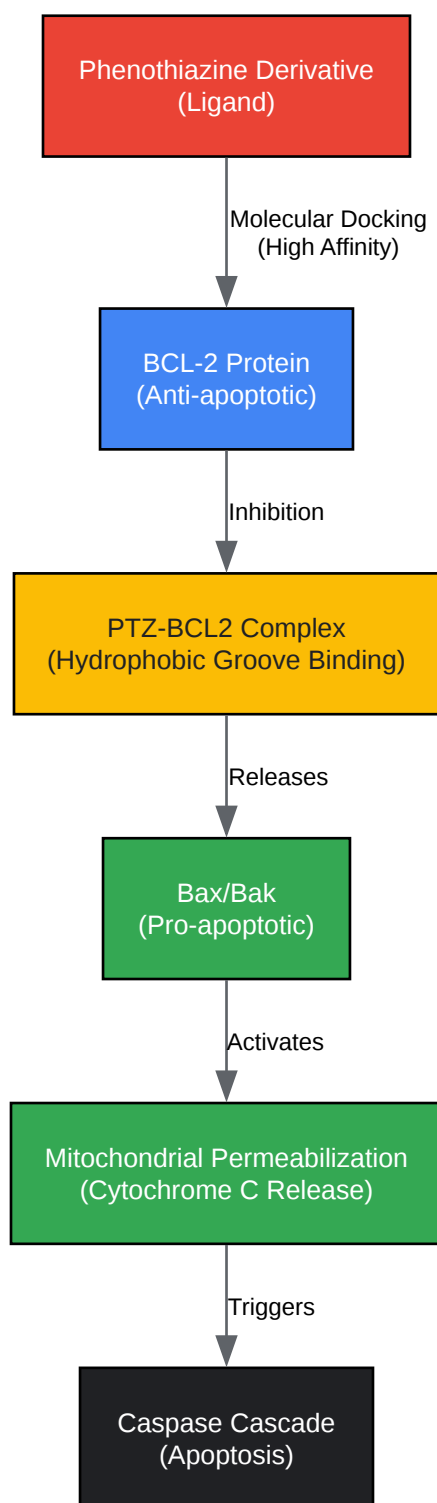 Phenothiazine Derivative
(Ligand)
Molecular Docking
(High Affinity)
BCL-2 Protein
(Anti-apoptotic)
Inhibition
PTZ-BCL2 Complex
(Hydrophobic Groove Binding)
Releases
Bax/Bak
(Pro-apoptotic)
Activates
Mitochondrial Permeabilization
(Cytochrome C Release)
Triggers
Caspase Cascade
(Apoptosis)